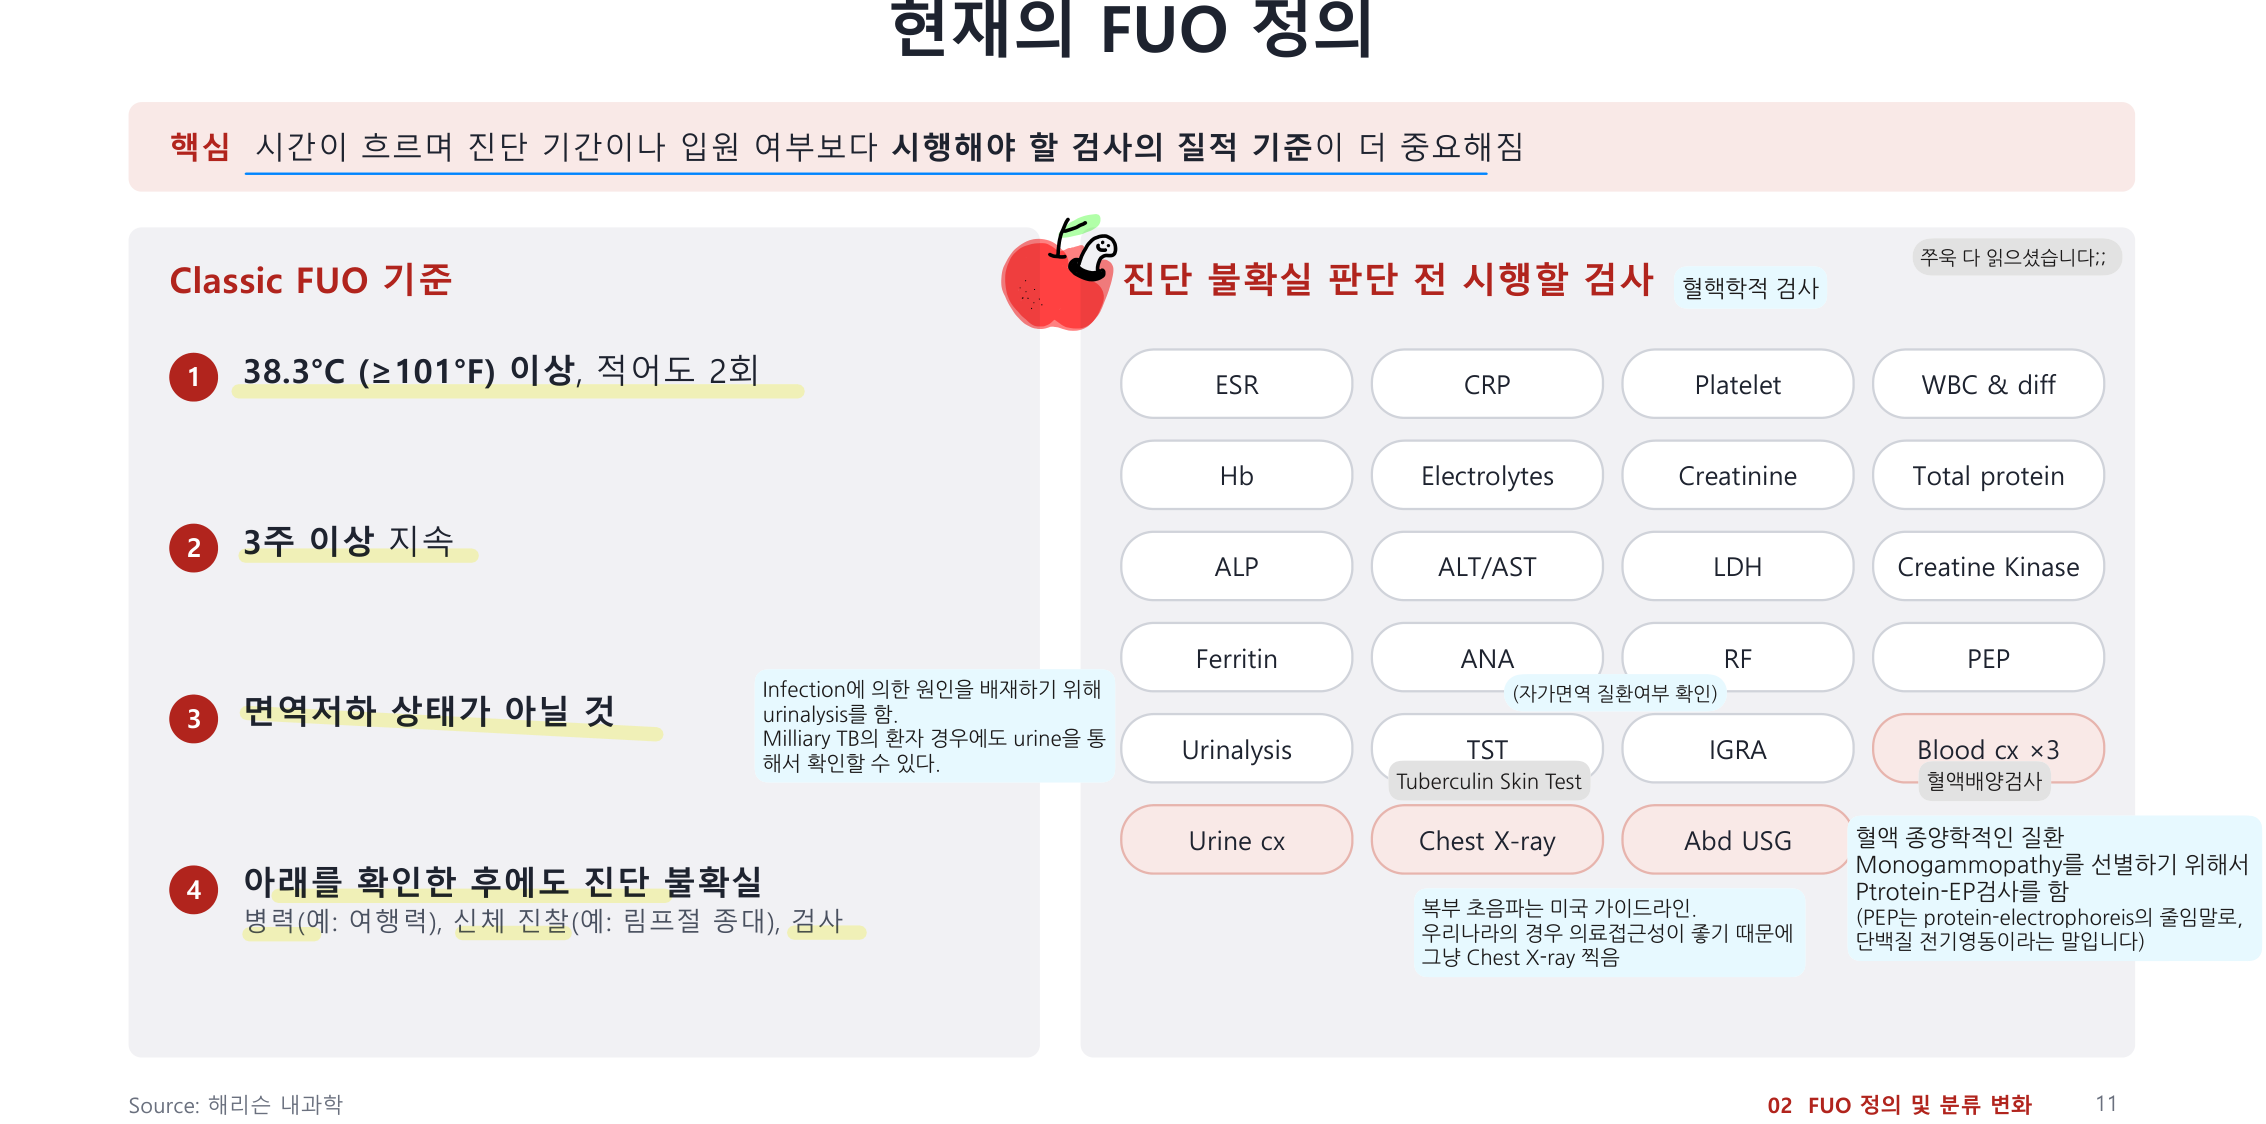 현재의 FUO 정의
핵심 시간이 흐르며 진단 기간이나 입원 여부보다 시행해야 할 검사의 질적 기준이 더 중요해짐
Classic FUO 기준
1 38.3°C (≥101°F) 이상, 적어도 2회
2 3주 이상 지속
3 면역저하 상태가 아닐 것
4 아래를 확인한 후에도 진단 불확실
병력(예: 여행력), 신체 진찰(예: 림프절 종대), 검사
진단 불확실 판단 전 시행할 검사
혈핵학적 검사
쭈욱 다 읽으셨습니다;;
ESR CRP Platelet WBC & diff
Hb Electrolytes Creatinine Total protein
ALP ALT/AST LDH Creatine Kinase
Ferritin ANA RF PEP
(자가면역 질환여부 확인)
Infection에 의한 원인을 배재하기 위해
urinalysis를 함.
Milliary TB의 환자 경우에도 urine을 통
해서 확인할 수 있다.
Urinalysis TST IGRA Blood cx ×3
Tuberculin Skin Test
혈액배양검사
Urine cx Chest X-ray Abd USG
혈액 종양학적인 질환
Monogammopathy를 선별하기 위해서
Ptrotein-EP검사를 함
(PEP는 protein-electrophoreis의 줄임말로,
단백질 전기영동이라는 말입니다)
복부 초음파는 미국 가이드라인.
우리나라의 경우 의료접근성이 좋기 때문에
그냥 Chest X-ray 찍음
Source: 해리슨 내과학
02 FUO 정의 및 분류 변화 11